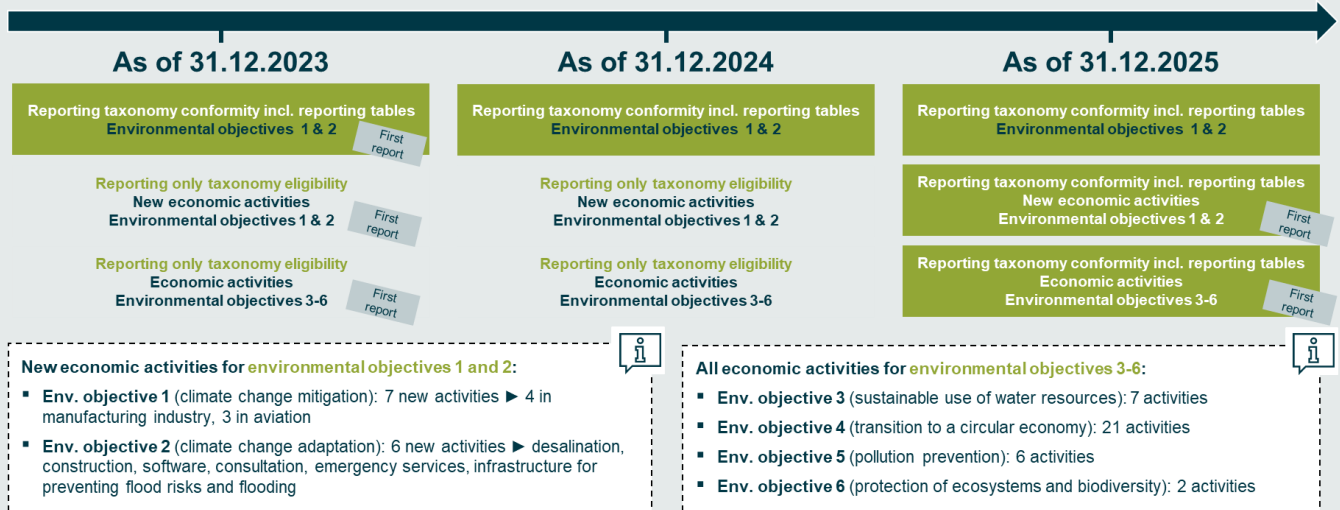 As of 31.12.2023
Reporting taxonomy conformity incl. reporting tables
Environmental objectives 1 & 2
First
report
Reporting only taxonomy eligibility
New economic activities
Environmental objectives 1 & 2
First
report
Reporting only taxonomy eligibility
Economic activities
Environmental objectives 3-6
First
report
As of 31.12.2024
Reporting taxonomy conformity incl. reporting tables
Environmental objectives 1 & 2
Reporting only taxonomy eligibility
New economic activities
Environmental objectives 1 & 2
Reporting only taxonomy eligibility
Economic activities
Environmental objectives 3-6
As of 31.12.2025
Reporting taxonomy conformity incl. reporting tables
Environmental objectives 1 & 2
Reporting taxonomy conformity incl. reporting tables
New economic activities
Environmental objectives 1 & 2
First
report
Reporting taxonomy conformity incl. reporting tables
Economic activities
Environmental objectives 3-6
First
report
New economic activities for environmental objectives 1 and 2:
▪ Env. objective 1 (climate change mitigation): 7 new activities ► 4 in
manufacturing industry, 3 in aviation
▪ Env. objective 2 (climate change adaptation): 6 new activities ► desalination,
construction, software, consultation, emergency services, infrastructure for
preventing flood risks and flooding
All economic activities for environmental objectives 3-6:
▪ Env. objective 3 (sustainable use of water resources): 7 activities
▪ Env. objective 4 (transition to a circular economy): 21 activities
▪ Env. objective 5 (pollution prevention): 6 activities
▪ Env. objective 6 (protection of ecosystems and biodiversity): 2 activities